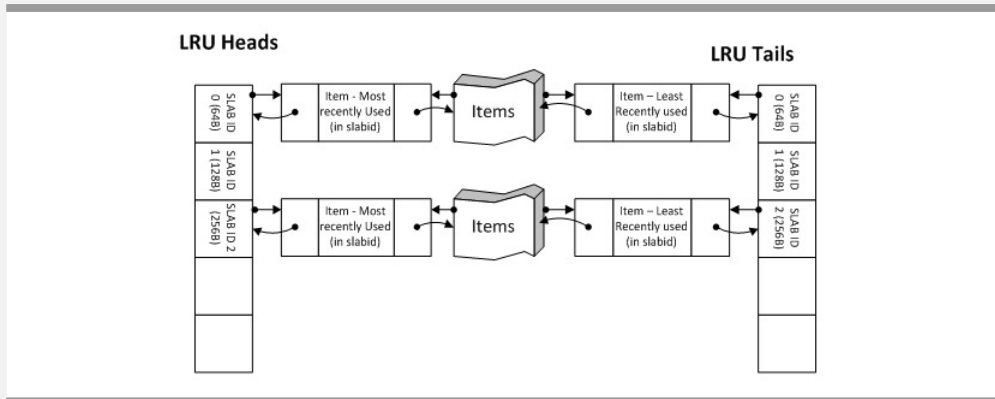 LRU Heads
LRU Tails
SLAB ID
0 (64B)
Item - Most
recently Used
(in slabid)
Items
Item – Least
Recently used
(in slabid)
SLAB ID
0 (64B)
SLAB ID
1 (128B)
SLAB ID
1 (128B)
SLAB ID 2
(256B)
Item - Most
recently Used
(in slabid)
Items
Item – Least
Recently used
(in slabid)
SLAB ID
2 (256B)